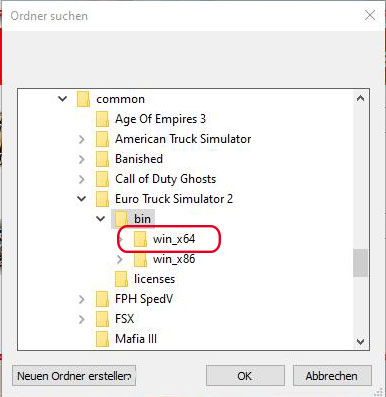 Ordner suchen
common
Age Of Empires 3
American Truck Simulator
Banished
Call of Duty Ghosts
Euro Truck Simulator 2
bin
win_x64
win_x86
licenses
FPH SpedV
FSX
Mafia III
Neuen Ordner erstellen
OK
Abbrechen